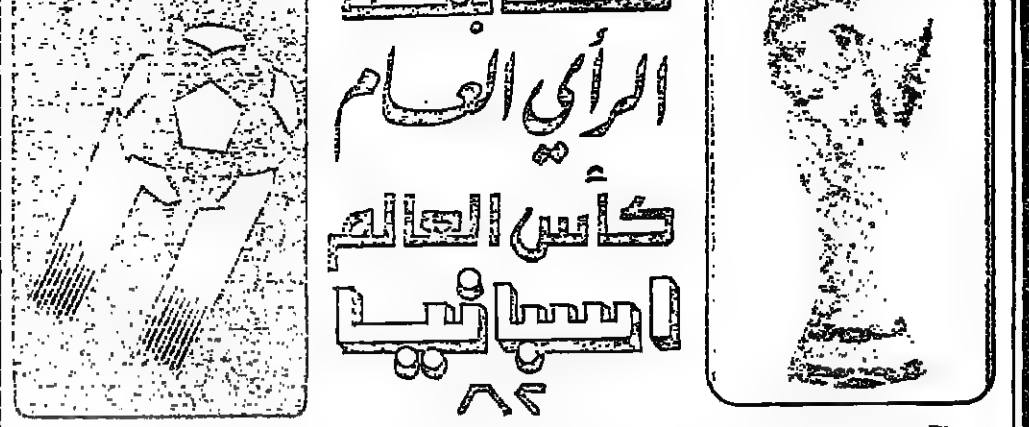 الرأي العام
كأس العالم
اسبانيا
٨٢